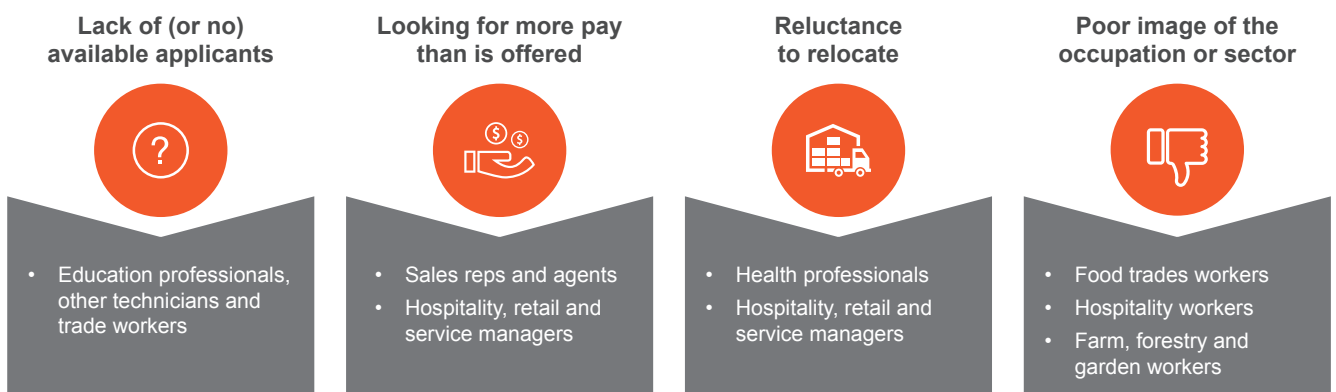 Lack of (or no)
available applicants
?
• Education professionals,
other technicians and
trade workers
Looking for more pay
than is offered
$ $
• Sales reps and agents
• Hospitality, retail and
service managers
Reluctance
to relocate
• Health professionals
• Hospitality, retail and
service managers
Poor image of the
occupation or sector
• Food trades workers
• Hospitality workers
• Farm, forestry and
garden workers